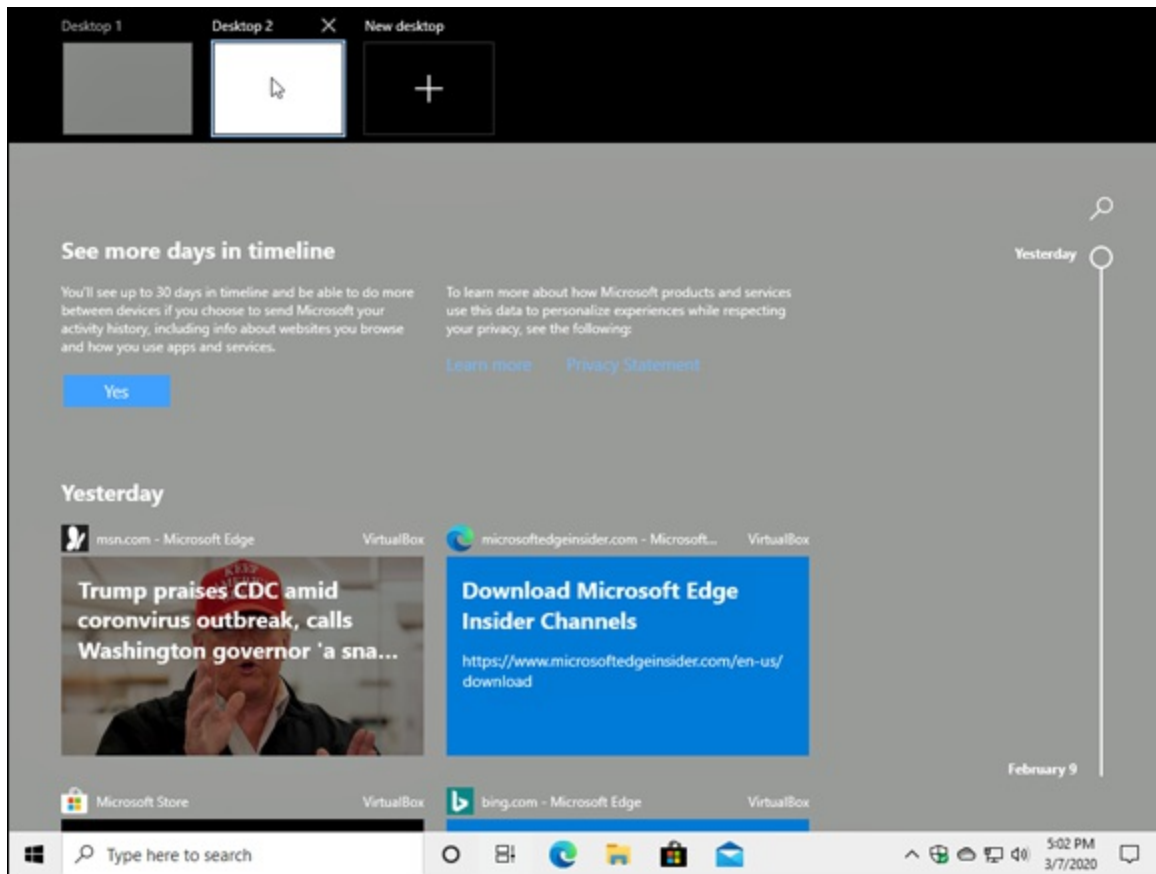 Desktop 1
Desktop 2
New desktop
See more days in timeline
You'll see up to 30 days in timeline and be able to do more
between devices if you choose to send Microsoft your
activity history, including info about websites you browse
and how you use apps and services.
Yes
To learn more about how Microsoft products and services
use this data to personalize experiences while respecting
your privacy, see the following:
Learn more Privacy Statement
Yesterday
February 9
Yesterday
msn.com - Microsoft Edge VirtualBox
Trump praises CDC amid
coronvirus outbreak, calls
Washington governor 'a sna...
microsoftedgeinsider.com - Microsoft... VirtualBox
Download Microsoft Edge
Insider Channels
https://www.microsoftedgeinsider.com/en-us/
download
Microsoft Store VirtualBox
bing.com - Microsoft Edge VirtualBox
Type here to search
5:02 PM
3/7/2020